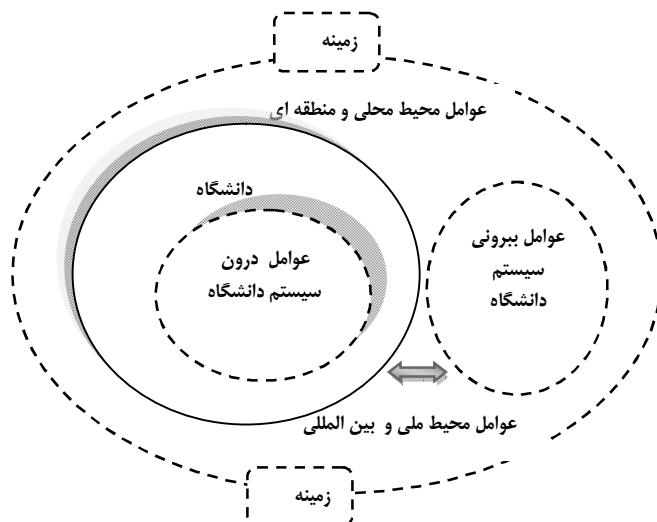 زمینه
عوامل محیط محلی و منطقه ای
دانشگاه
عوامل درون
سیستم دانشگاه
عوامل ببرونی
سیستم
دانشگاه
عوامل محیط ملی و بین المللی
زمینه